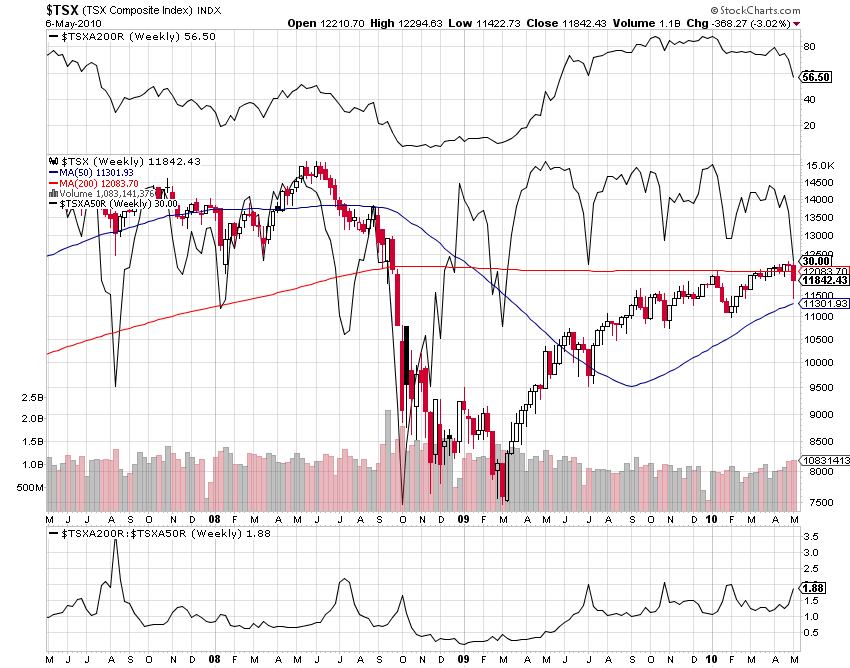 $TSX (TSX Composite Index) INDX
© StockCharts.com
6-May-2010
Open 12210.70 High 12294.63 Low 11422.73 Close 11842.43 Volume 1.1B Chg -368.27 (-3.02%)
$TSXA200R (Weekly) 56.50
80
56.50
40
20
$TSX (Weekly) 11842.43
MA(50) 11301.93
MA(200) 12083.70
Volume 1,083,141,376
$TSXA50R (Weekly) 30.00
15.0K
14500
14000
13500
13000
12500
30.00
12083.70
11842.43
11500
11301.93
11000
10500
10000
9500
9000
8500
8000
7500
2.5B
2.0B
1.5B
1.0B
500M
10831413
M J J A S O N D 08 F M A M J J A S O N D 09 F M A M J J A S O N D 10 F M A M
$TSXA200R:$TSXA50R (Weekly) 1.88
3.5
3.0
2.5
1.88
1.5
1.0
0.5
M J J A S O N D 08 F M A M J J A S O N D 09 F M A M J J A S O N D 10 F M A M